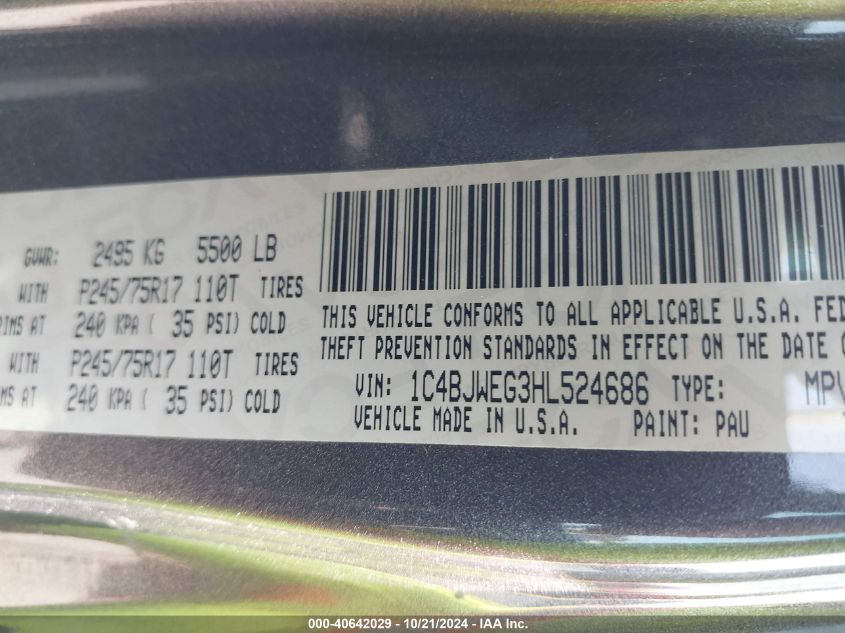 GVWR: 2495 KG 5500 LB
WITH P245/75R17 110T TIRES
RIMS AT 240 KPA ( 35 PSI) COLD
WITH P245/75R17 110T TIRES
MS AT 240 KPA ( 35 PSI) COLD
THIS VEHICLE CONFORMS TO ALL APPLICABLE U.S.A. FED
THEFT PREVENTION STANDARDS IN EFFECT ON THE DATE
VIN: 1C4BJWEG3HL524686 TYPE: MPV
VEHICLE MADE IN U.S.A. PAINT: PAU
000-40642029 - 10/21/2024 - IAA Inc.